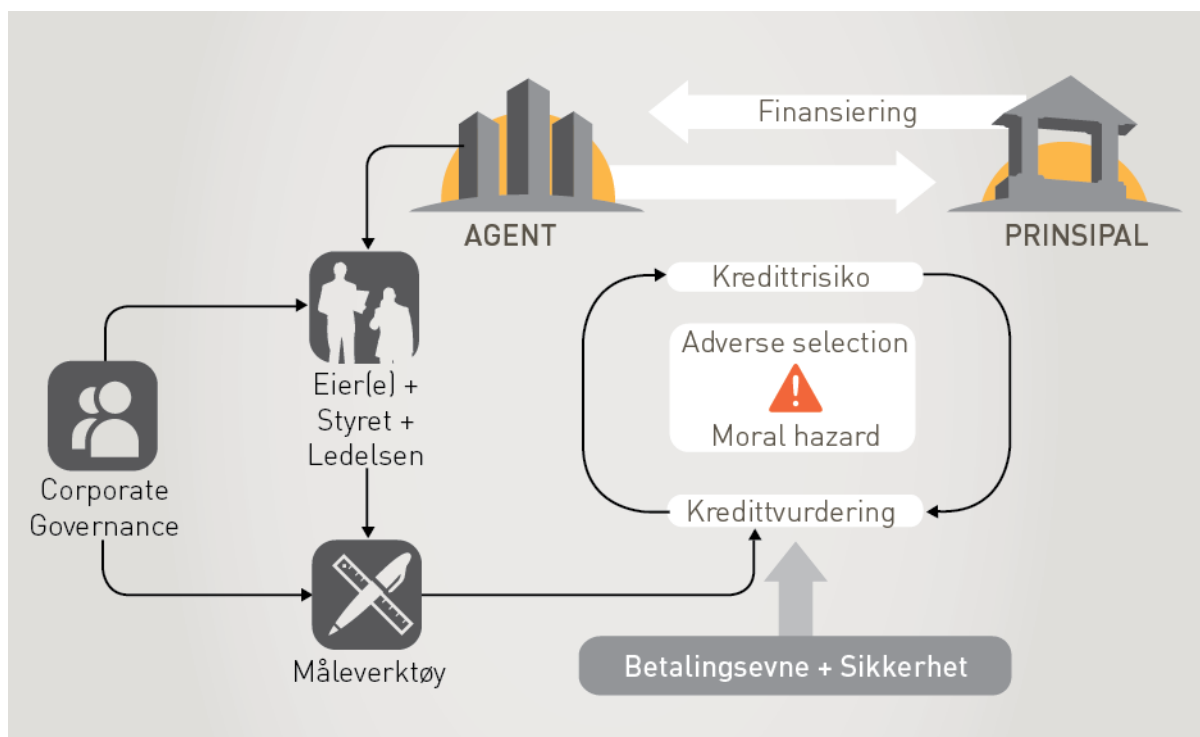 Finansiering
AGENT
PRINSIPAL
Kredittrisiko
Adverse selection
Moral hazard
Eier(e) +
Styret +
Ledelsen
Corporate
Governance
Kredittvurdering
Måleverktøy
Betalingsevne + Sikkerhet